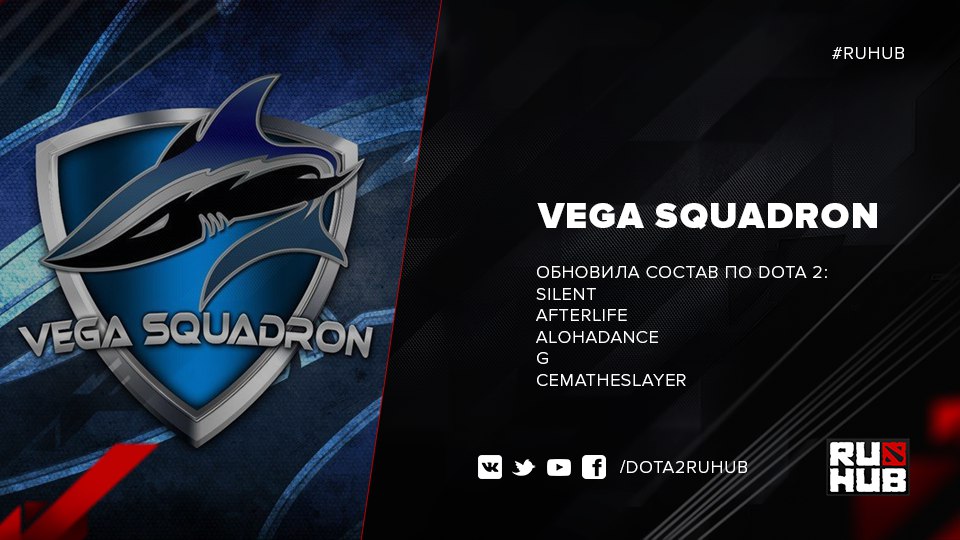 #RUHUB
VEGA SQUADRON
VEGA SQUADRON
ОБНОВИЛА СОСТАВ ПО DOTA 2:
SILENT
AFTERLIFE
ALOHADANCE
G
CEMATHESLAYER
/DOTA2RUHUB
RU
HUB